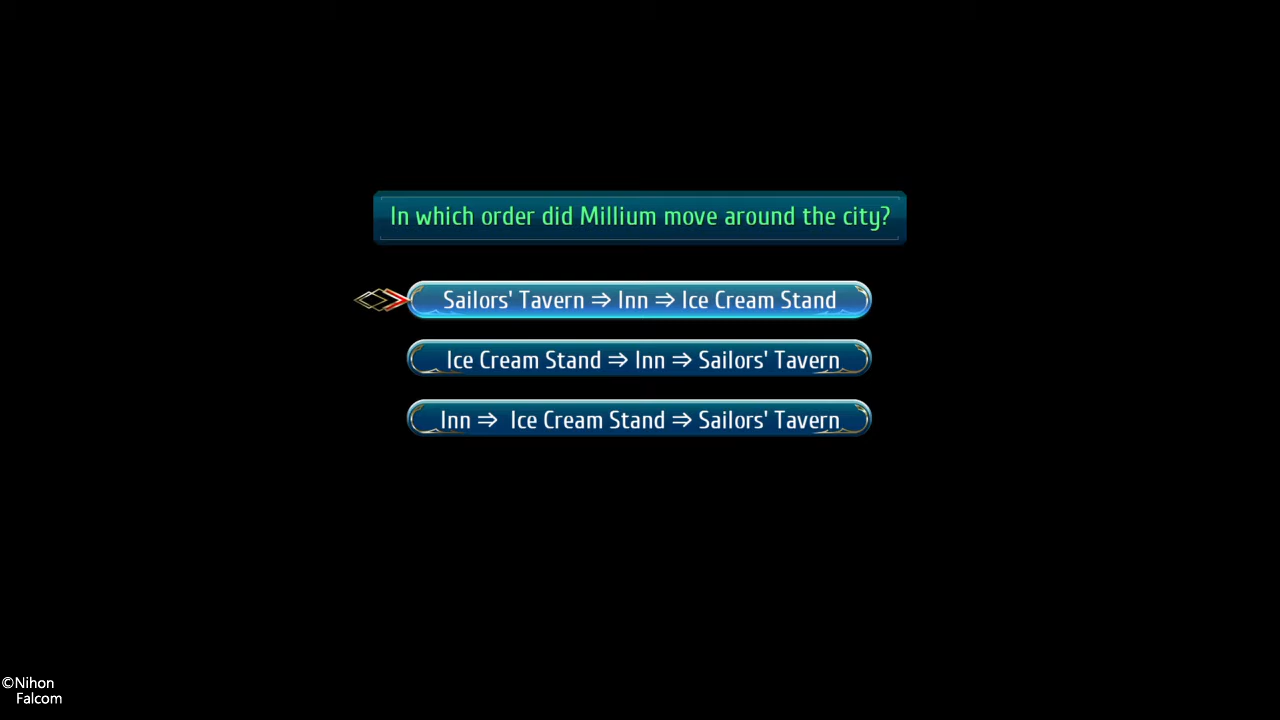 In which order did Millium move around the city?
Sailors' Tavern ⇒ Inn ⇒ Ice Cream Stand
Ice Cream Stand ⇒ Inn ⇒ Sailors' Tavern
Inn ⇒ Ice Cream Stand ⇒ Sailors' Tavern
©Nihon
Falcom